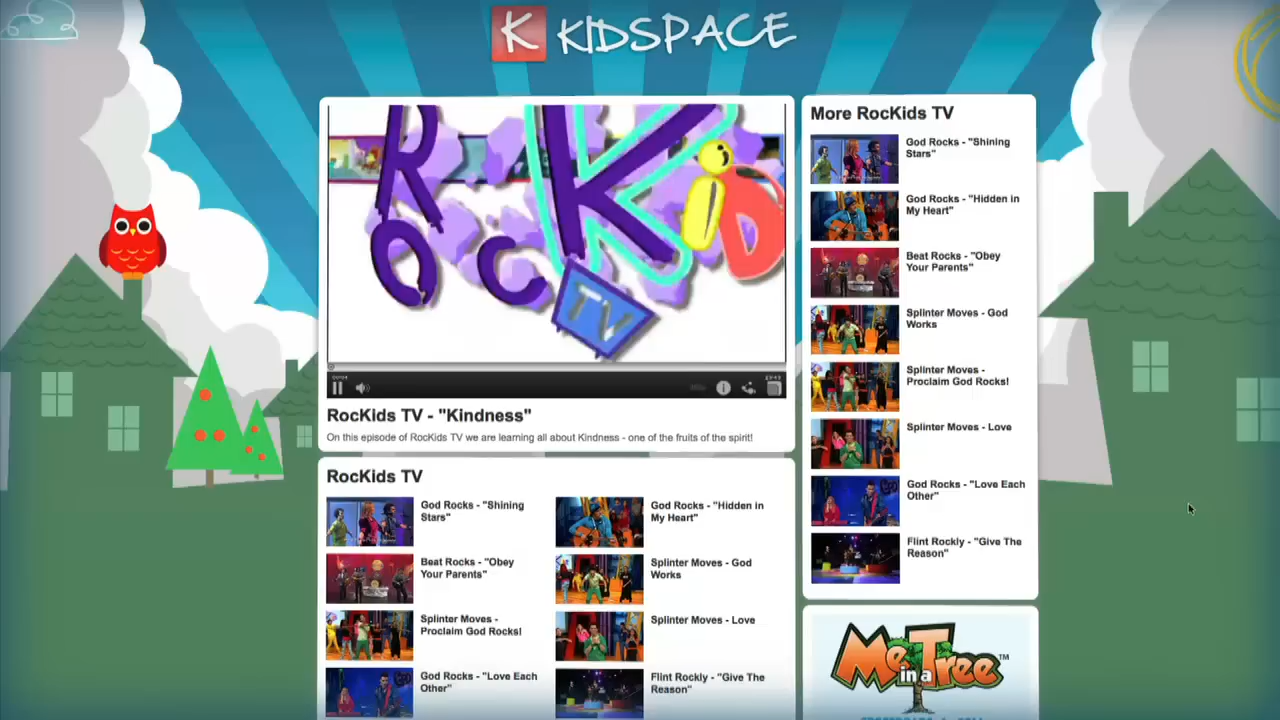 K KIDSPACE
ROCKID
TV
RocKids TV - "Kindness"
On this episode of RocKids TV we are learning all about Kindness - one of the fruits of the spirit!
RocKids TV
God Rocks - "Shining
Stars"
God Rocks - "Hidden in
My Heart"
Beat Rocks - "Obey
Your Parents"
Splinter Moves - God
Works
Splinter Moves -
Proclaim God Rocks!
Splinter Moves - Love
God Rocks - "Love Each
Other"
Flint Rockly - "Give The
Reason"
More RocKids TV
God Rocks - "Shining
Stars"
God Rocks - "Hidden in
My Heart"
Beat Rocks - "Obey
Your Parents"
Splinter Moves - God
Works
Splinter Moves -
Proclaim God Rocks!
Splinter Moves - Love
God Rocks - "Love Each
Other"
Flint Rockly - "Give The
Reason"
Me in a Tree™